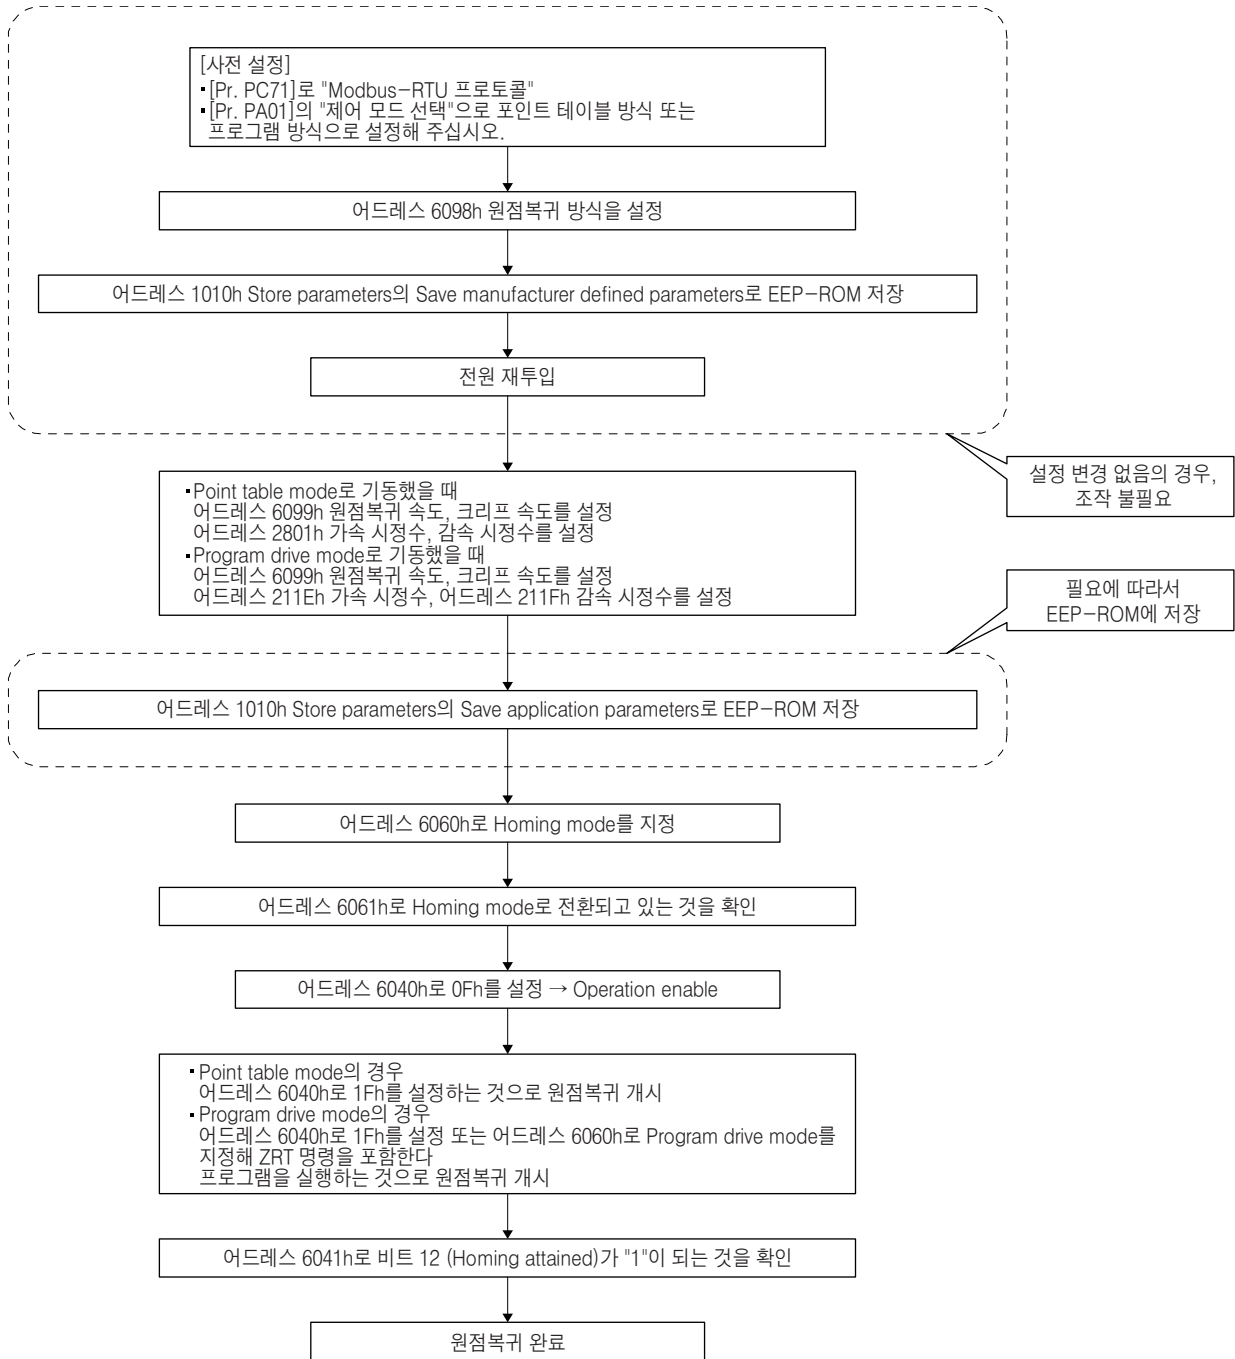 [사전 설정]
▪[Pr. PC71]로 "Modbus-RTU 프로토콜"
▪[Pr. PA01]의 "제어 모드 선택"으로 포인트 테이블 방식 또는
프로그램 방식으로 설정해 주십시오.
어드레스 6098h 원점복귀 방식을 설정
어드레스 1010h Store parameters의 Save manufacturer defined parameters로 EEP-ROM 저장
전원 재투입
설정 변경 없음의 경우,
조작 불필요
▪Point table mode로 기동했을 때
어드레스 6099h 원점복귀 속도, 크리프 속도를 설정
어드레스 2801h 가속 시정수, 감속 시정수를 설정
▪Program drive mode로 기동했을 때
어드레스 6099h 원점복귀 속도, 크리프 속도를 설정
어드레스 211Eh 가속 시정수, 어드레스 211Fh 감속 시정수를 설정
필요에 따라서
EEP-ROM에 저장
어드레스 1010h Store parameters의 Save application parameters로 EEP-ROM 저장
어드레스 6060h로 Homing mode를 지정
어드레스 6061h로 Homing mode로 전환되고 있는 것을 확인
어드레스 6040h로 0Fh를 설정 → Operation enable
▪Point table mode의 경우
어드레스 6040h로 1Fh를 설정하는 것으로 원점복귀 개시
▪Program drive mode의 경우
어드레스 6040h로 1Fh를 설정 또는 어드레스 6060h로 Program drive mode를
지정해 ZRT 명령을 포함한다
프로그램을 실행하는 것으로 원점복귀 개시
어드레스 6041h로 비트 12 (Homing attained)가 "1"이 되는 것을 확인
원점복귀 완료